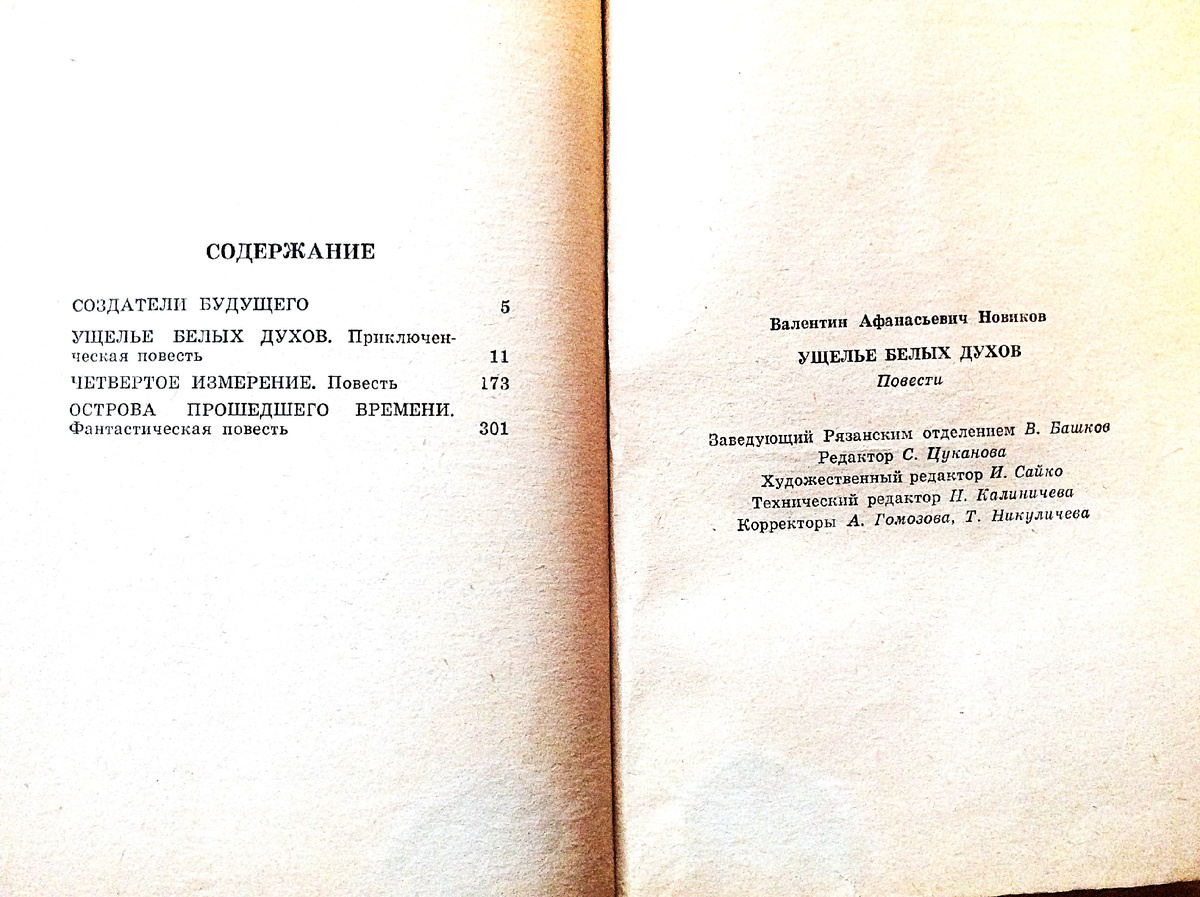 СОДЕРЖАНИЕ
СОЗДАТЕЛИ БУДУЩЕГО 5
УЩЕЛЬЕ БЕЛЫХ ДУХОВ. Приключен-
ческая повесть 11
ЧЕТВЕРТОЕ ИЗМЕРЕНИЕ. Повесть 173
ОСТРОВА ПРОШЕДШЕГО ВРЕМЕНИ.
Фантастическая повесть 301
Валентин Афанасьевич Новиков
УЩЕЛЬЕ БЕЛЫХ ДУХОВ
Повести
Заведующий Рязанским отделением В. Башков
Редактор С. Цуканова
Художественный редактор И. Сайко
Технический редактор Н. Калиничева
Корректоры А. Гомозова, Т. Никуличева